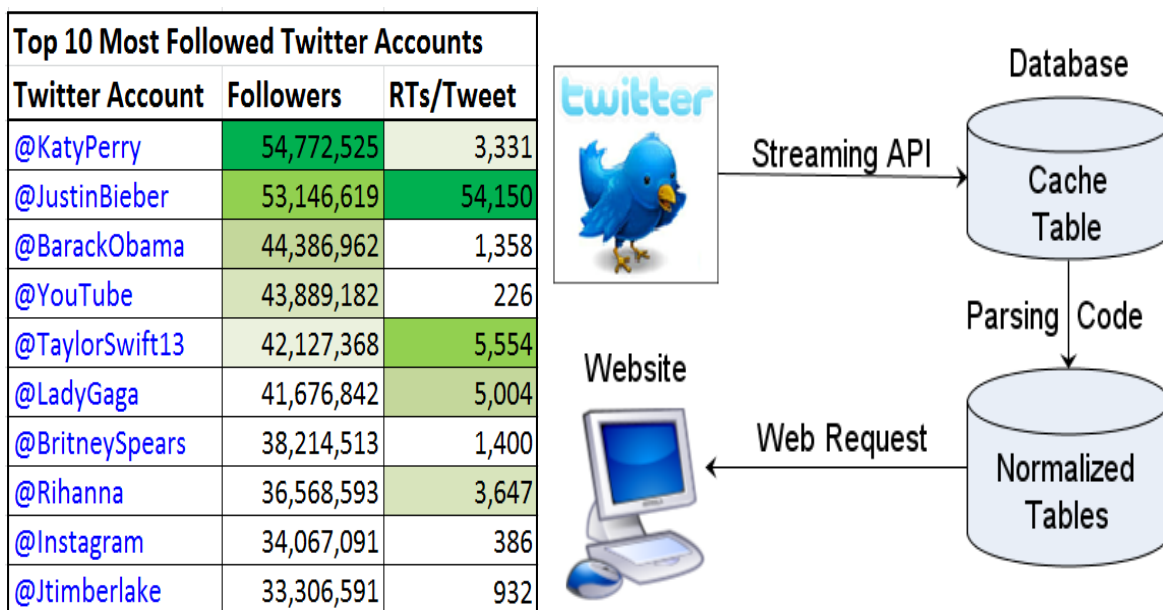 Top 10 Most Followed Twitter Accounts
Twitter Account Followers RTs/Tweet
@KatyPerry 54,772,525 3,331
@JustinBieber 53,146,619 54,150
@BarackObama 44,386,962 1,358
@YouTube 43,889,182 226
@TaylorSwift13 42,127,368 5,554
@LadyGaga 41,676,842 5,004
@BritneySpears 38,214,513 1,400
@Rihanna 36,568,593 3,647
@Instagram 34,067,091 386
@Jtimberlake 33,306,591 932
twitter
Streaming API
Database
Cache
Table
Parsing Code
Normalized
Tables
Web Request
Website